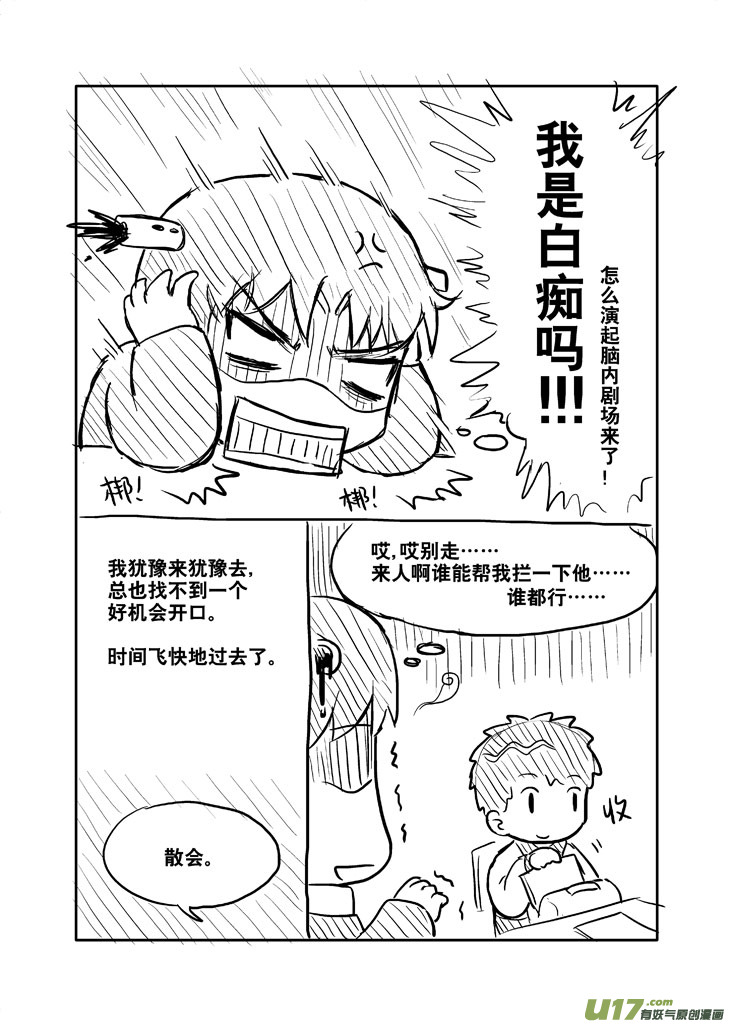 我是白痴吗!!!
怎么演起脑内剧场来了!
梆!
梆!
哎,哎别走……
来人啊谁能帮我拦一下他……
谁都行……
我犹豫来犹豫去,
总也找不到一个
好机会开口。
时间飞快地过去了。
收
散会。
U17.com
有妖气原创漫画